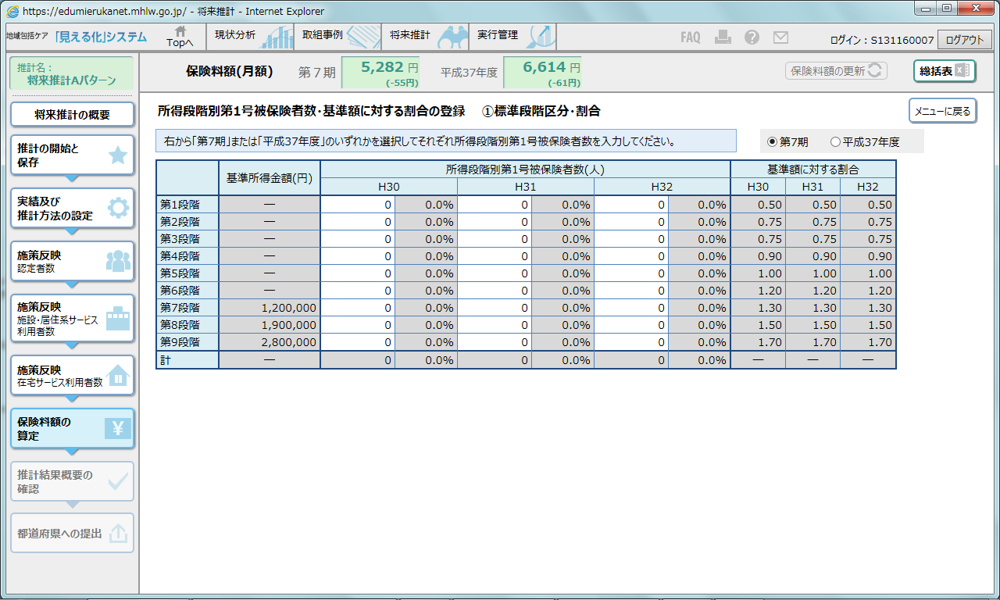 https://edumierukanet.mhlw.go.jp/ - 将来推計 - Internet Explorer
地域包括ケア 「見える化」システム Topへ 現状分析 取組事例 将来推計 実行管理 FAQ ログイン：S131160007 ログアウト
推計名：
将来推計Aパターン
保険料額(月額) 第７期 5,282 円 (-55円) 平成37年度 6,614 円 (-61円) 保険料額の更新 総括表
将来推計の概要
推計の開始と
保存
実績及び
推計方法の設定
施策反映
認定者数
施策反映
施設・居住系サービス
利用者数
施策反映
在宅サービス利用者数
保険料額の
算定
推計結果概要の
確認
都道府県への提出
所得段階別第1号被保険者数・基準額に対する割合の登録 ①標準段階区分・割合 メニューに戻る
右から「第7期」または「平成37年度」のいずれかを選択してそれぞれ所得段階別第1号被保険者数を入力してください。 第7期 平成37年度
基準所得金額(円) 所得段階別第1号被保険者数(人) 基準額に対する割合
H30 H31 H32 H30 H31 H32
第1段階 ― 0 0.0% 0 0.0% 0 0.0% 0.50 0.50 0.50
第2段階 ― 0 0.0% 0 0.0% 0 0.0% 0.75 0.75 0.75
第3段階 ― 0 0.0% 0 0.0% 0 0.0% 0.75 0.75 0.75
第4段階 ― 0 0.0% 0 0.0% 0 0.0% 0.90 0.90 0.90
第5段階 ― 0 0.0% 0 0.0% 0 0.0% 1.00 1.00 1.00
第6段階 ― 0 0.0% 0 0.0% 0 0.0% 1.20 1.20 1.20
第7段階 1,200,000 0 0.0% 0 0.0% 0 0.0% 1.30 1.30 1.30
第8段階 1,900,000 0 0.0% 0 0.0% 0 0.0% 1.50 1.50 1.50
第9段階 2,800,000 0 0.0% 0 0.0% 0 0.0% 1.70 1.70 1.70
計 ― 0 0.0% 0 0.0% 0 0.0% ― ― ―